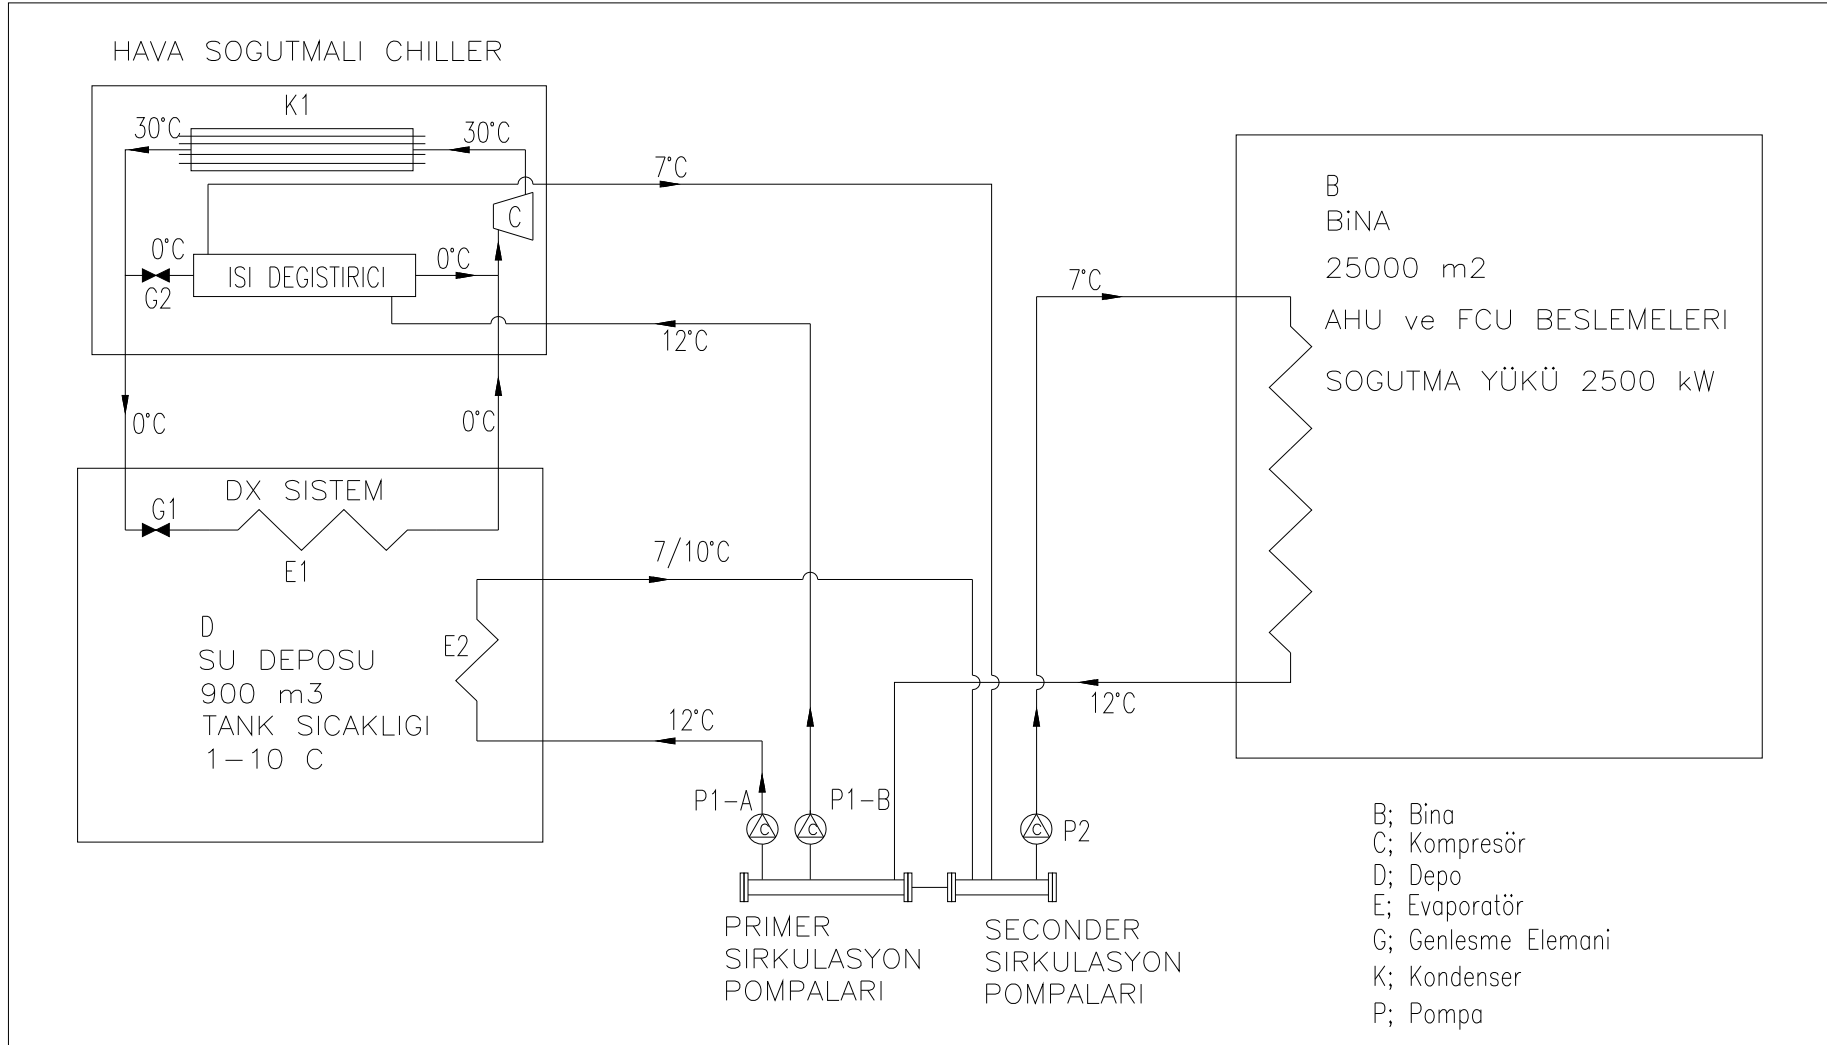 HAVA SOGUTMALI CHILLER
K1
30°C
30°C
7°C
C
0°C
ISI DEGISTIRICI
0°C
G2
12°C
0°C
0°C
DX SISTEM
G1
E1
7/10°C
D
SU DEPOSU
900 m3
TANK SICAKLIGI
1-10 C
E2
12°C
P1-A
P1-B
C
C
C
P2
PRIMER
SIRKULASYON
POMPALARI
SECONDER
SIRKULASYON
POMPALARI
7°C
12°C
B
BiNA
25000 m2
AHU ve FCU BESLEMELERI
SOGUTMA YÜKÜ 2500 kW
B; Bina
C; Kompresör
D; Depo
E; Evaporatör
G; Genlesme Elemani
K; Kondenser
P; Pompa